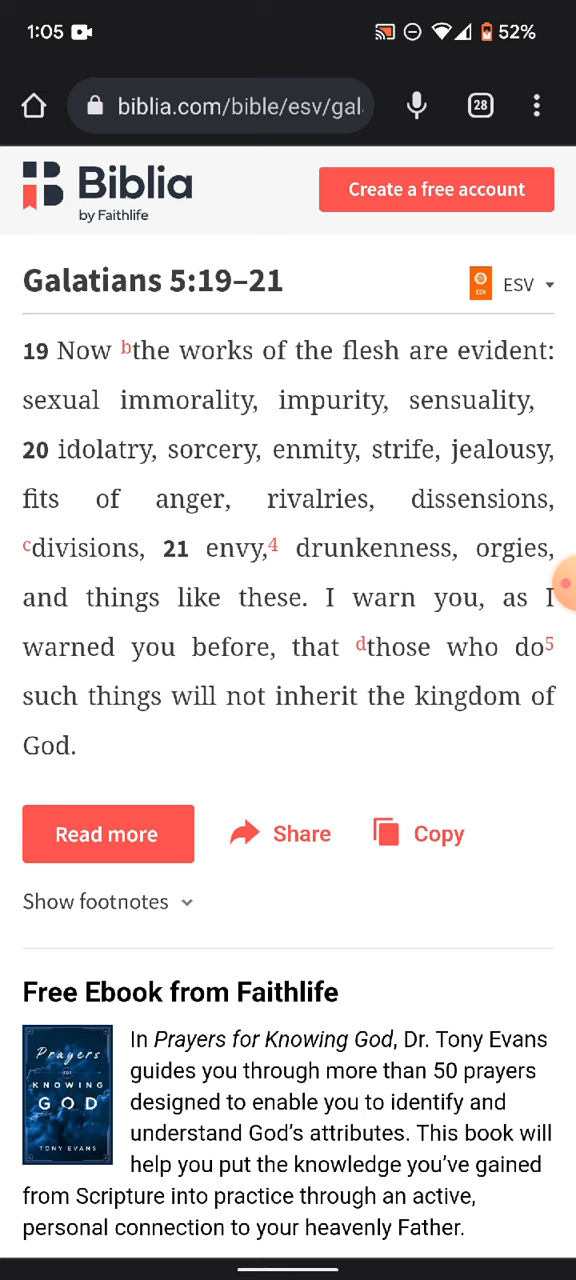 1:05 52%
biblia.com/bible/esv/gal 28
Biblia
by Faithlife
Create a free account
Galatians 5:19–21 ESV ESV
19 Now bthe works of the flesh are evident:
sexual immorality, impurity, sensuality,
20 idolatry, sorcery, enmity, strife, jealousy,
fits of anger, rivalries, dissensions,
cdivisions, 21 envy,4 drunkenness, orgies,
and things like these. I warn you, as I
warned you before, that dthose who do5
such things will not inherit the kingdom of
God.
Read more Share Copy
Show footnotes
Free Ebook from Faithlife
Prayers
FOR
KNOWING
GOD
TONY EVANS
In Prayers for Knowing God, Dr. Tony Evans
guides you through more than 50 prayers
designed to enable you to identify and
understand God’s attributes. This book will
help you put the knowledge you’ve gained
from Scripture into practice through an active,
personal connection to your heavenly Father.